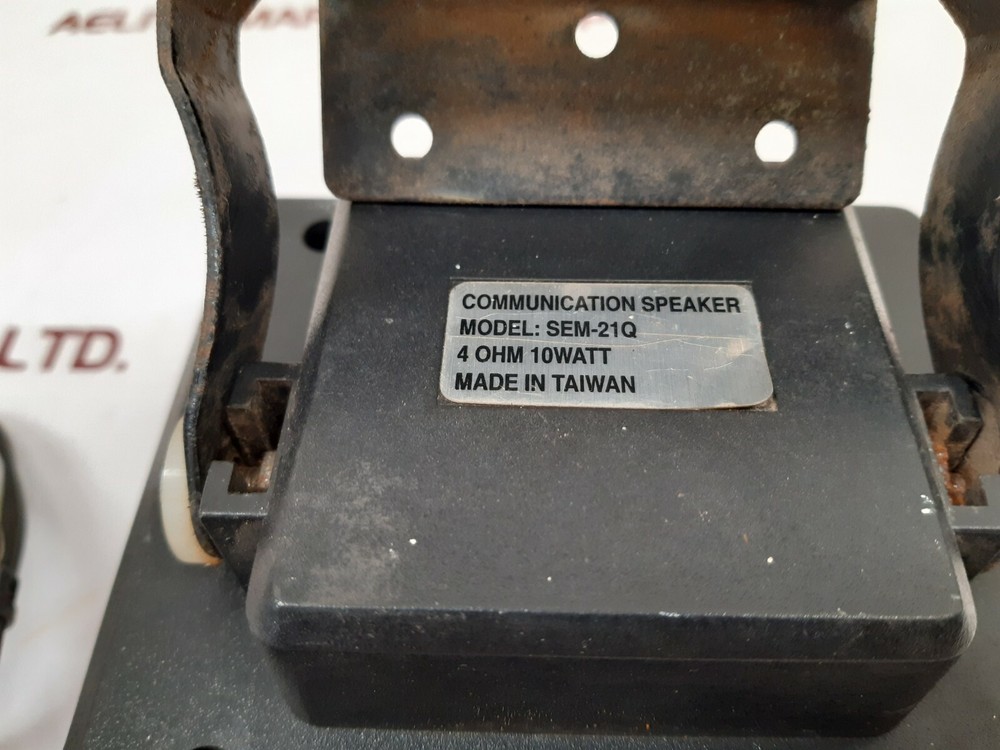 COMMUNICATION SPEAKER
MODEL: SEM-21Q
4 OHM 10WATT
MADE IN TAIWAN
LTD.